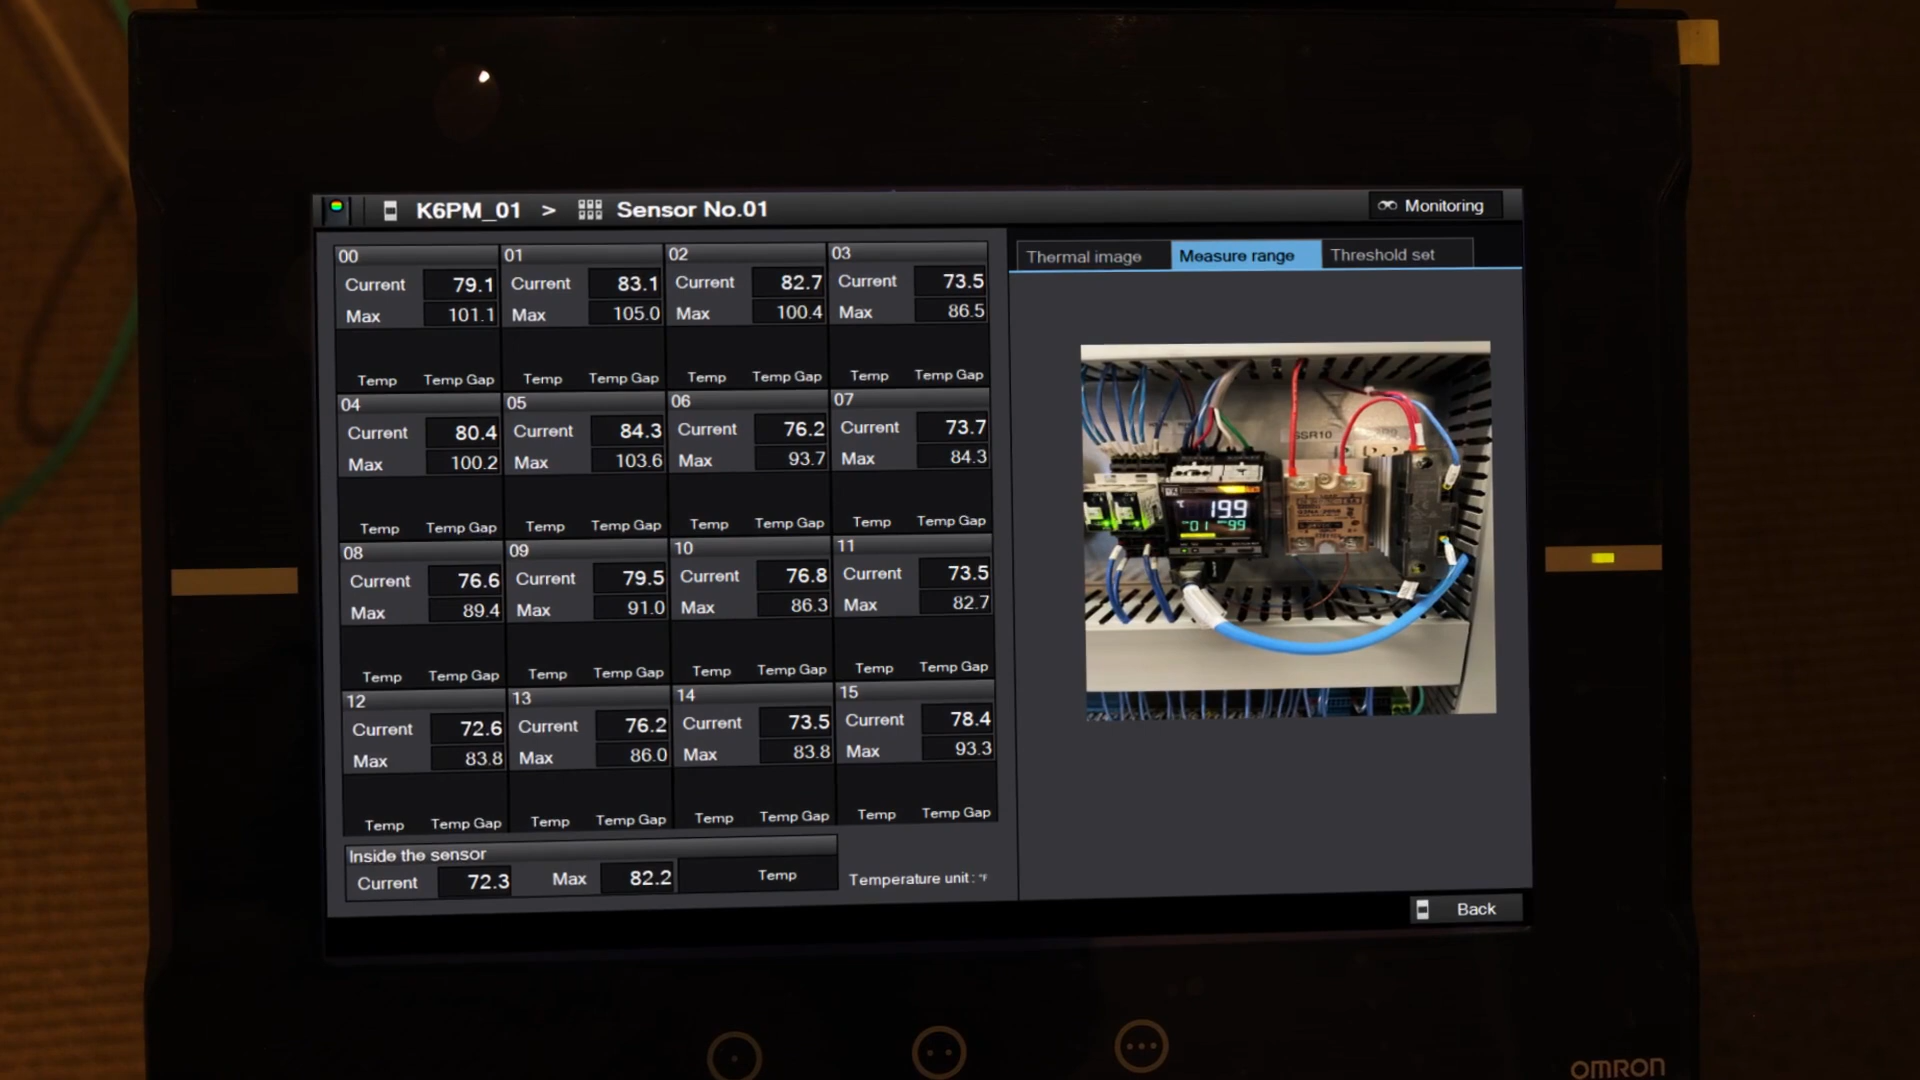 K6PM_01 > Sensor No.01 Monitoring
Thermal image Measure range Threshold set
00 01 02 03
Current 79.1 Current 83.1 Current 82.7 Current 73.5
Max 101.1 Max 105.0 Max 100.4 Max 86.5
Temp Temp Gap Temp Temp Gap Temp Temp Gap Temp Temp Gap
04 05 06 07
Current 80.4 Current 84.3 Current 76.2 Current 73.7
Max 100.2 Max 103.6 Max 93.7 Max 84.3
Temp Temp Gap Temp Temp Gap Temp Temp Gap Temp Temp Gap
08 09 10 11
Current 76.6 Current 79.5 Current 76.8 Current 73.5
Max 89.4 Max 91.0 Max 86.3 Max 82.7
Temp Temp Gap Temp Temp Gap Temp Temp Gap Temp Temp Gap
12 13 14 15
Current 72.6 Current 76.2 Current 73.5 Current 78.4
Max 83.8 Max 86.0 Max 83.8 Max 93.3
Temp Temp Gap Temp Temp Gap Temp Temp Gap Temp Temp Gap
Inside the sensor
Current 72.3 Max 82.2 Temp Temperature unit : °F
SSR10
°C 19.9
01 99
Back
OMRON